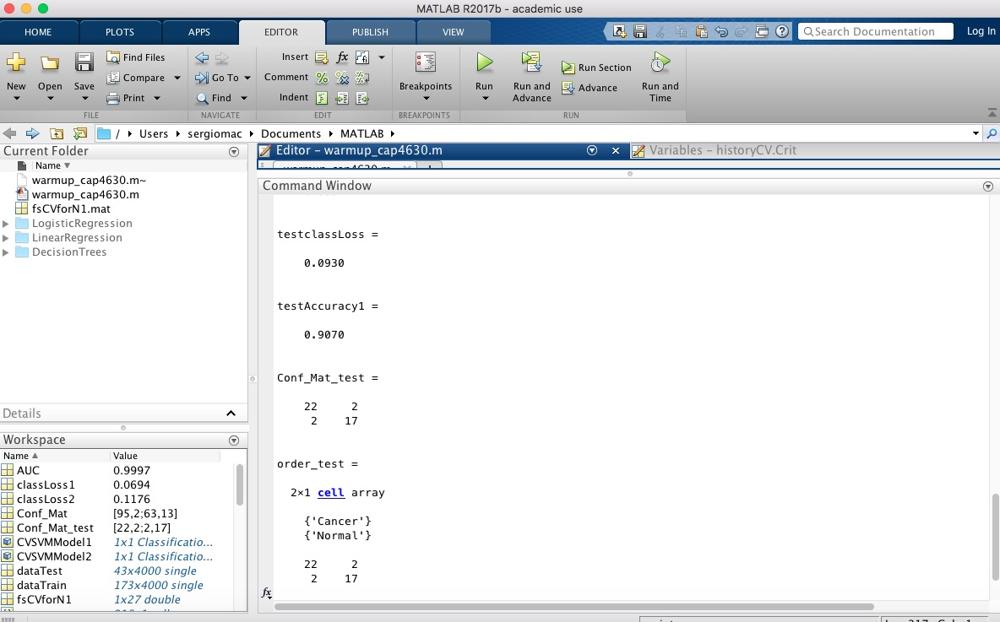 MATLAB R2017b - academic use
HOME PLOTS APPS EDITOR PUBLISH VIEW
Search Documentation Log In
New Open Save Find Files Compare Print
Go To Find
Insert fx Comment % Indent
Breakpoints
Run Run and Advance Run Section Advance Run and Time
FILE NAVIGATE EDIT BREAKPOINTS RUN
/ Users sergiomac Documents MATLAB
Current Folder
Editor – warmup_cap4630.m
Variables – historyCV.Crit
Name
warmup_cap4630.m~
warmup_cap4630.m
fsCVforN1.mat
LogisticRegression
LinearRegression
DecisionTrees
Details
Workspace
Name Value
AUC 0.9997
classLoss1 0.0694
classLoss2 0.1176
Conf_Mat [95,2;63,13]
Conf_Mat_test [22,2;2,17]
CVSVMModel1 1x1 Classificatio...
CVSVMModel2 1x1 Classificatio...
dataTest 43x4000 single
dataTrain 173x4000 single
fsCVforN1 1x27 double
Command Window
testclassLoss =
0.0930
testAccuracy1 =
0.9070
Conf_Mat_test =
22 2
2 17
order_test =
2×1 cell array
{'Cancer'}
{'Normal'}
22 2
2 17
fx